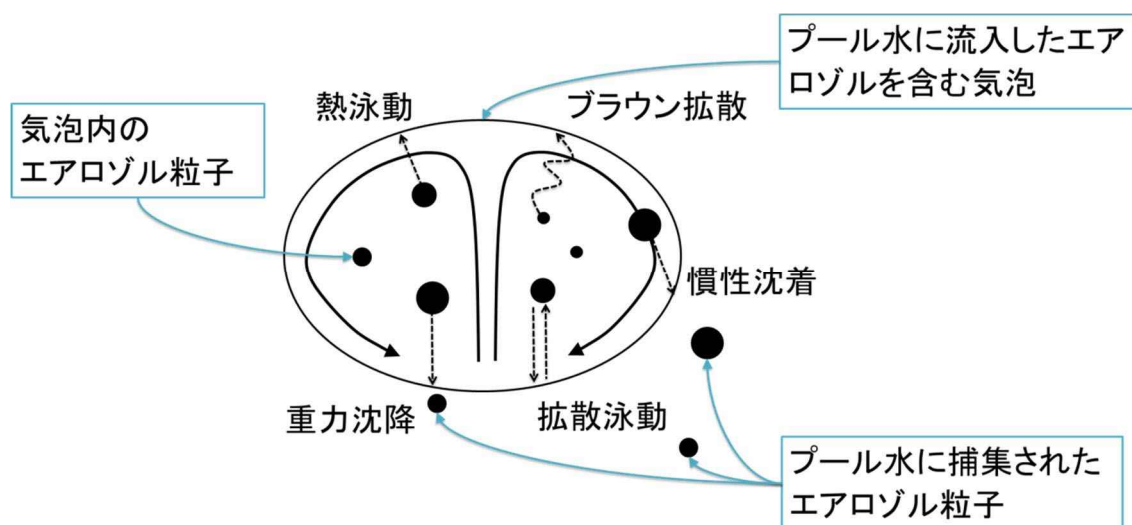 プール水に流入したエア
ロゾルを含む気泡
熱泳動
ブラウン拡散
気泡内の
エアロゾル粒子
慣性沈着
重力沈降
拡散泳動
プール水に捕集された
エアロゾル粒子